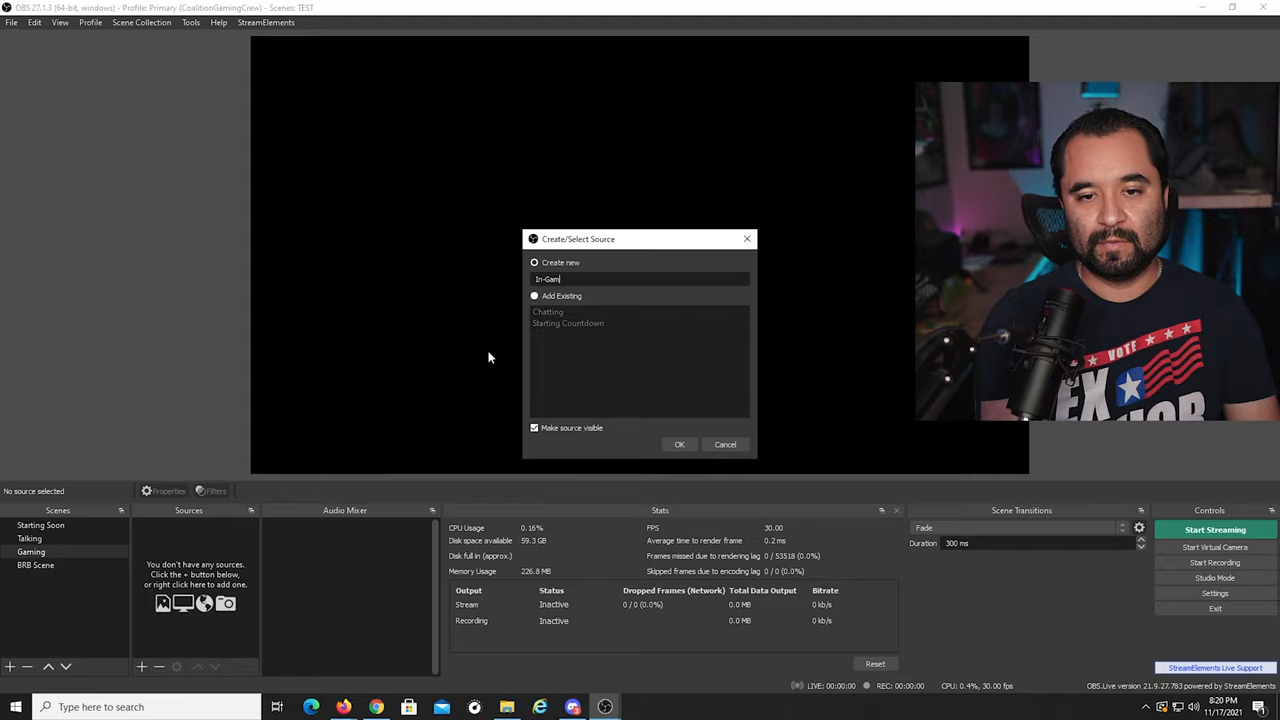 OBS 27.1.3 (64-bit, windows) - Profile: Primary (CoalitionGamingCrew) - Scenes: TEST
File Edit View Profile Scene Collection Tools Help StreamElements
Create/Select Source
Create new
In-Gam
Add Existing
Chatting
Starting Countdown
Make source visible
OK Cancel
VOTE
No source selected Properties Filters
Scenes Sources Audio Mixer Stats Scene Transitions Controls
Starting Soon
Talking
Gaming
BRB Scene
You don't have any sources.
Click the + button below,
or right click here to add one.
CPU Usage 0.16% FPS 30.00
Disk space available 59.3 GB Average time to render frame 0.2 ms
Disk full in (approx.) Frames missed due to rendering lag 0 / 53518 (0.0%)
Memory Usage 226.8 MB Skipped frames due to encoding lag 0 / 0 (0.0%)
Output Status Dropped Frames (Network) Total Data Output Bitrate
Stream Inactive 0 / 0 (0.0%) 0.0 MB 0 kb/s
Recording Inactive 0.0 MB 0 kb/s
Reset
Fade
Duration 300 ms
Start Streaming
Start Virtual Camera
Start Recording
Studio Mode
Settings
Exit
StreamElements Live Support
LIVE: 00:00:00 REC: 00:00:00 CPU: 0.4%, 30.00 fps OBS.Live version 21.9.27.783 powered by StreamElements
Type here to search
8:20 PM
11/17/2021